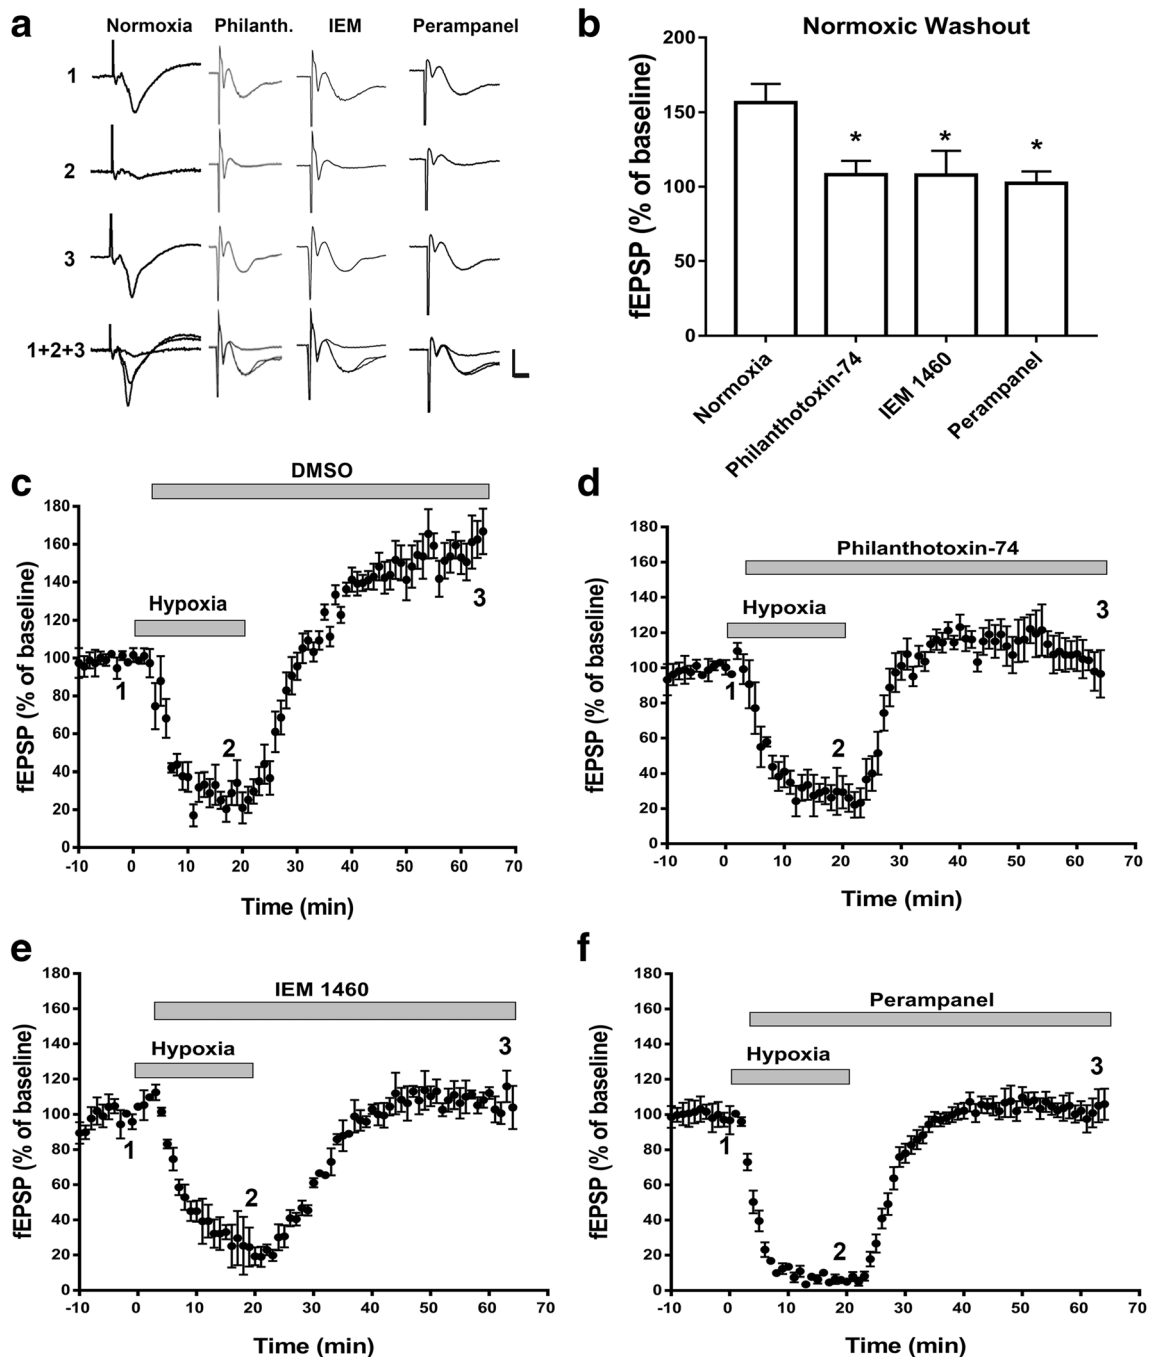 a
Normoxia Philanth. IEM Perampanel
1
2
3
1+2+3
b
Normoxic Washout
fEPSP (% of baseline)
200
150
100
50
0
* * *
Normoxia
Philanthotoxin-74
IEM 1460
Perampanel
c
DMSO
Hypoxia
fEPSP (% of baseline)
180
160
140
120
100
80
60
40
20
0
1
2
3
-10 0 10 20 30 40 50 60 70
Time (min)
d
Philanthotoxin-74
Hypoxia
fEPSP (% of baseline)
180
160
140
120
100
80
60
40
20
0
1
2
3
-10 0 10 20 30 40 50 60 70
Time (min)
e
IEM 1460
Hypoxia
fEPSP (% of baseline)
180
160
140
120
100
80
60
40
20
0
1
2
3
-10 0 10 20 30 40 50 60 70
Time (min)
f
Perampanel
Hypoxia
fEPSP (% of baseline)
180
160
140
120
100
80
60
40
20
0
1
2
3
-10 0 10 20 30 40 50 60 70
Time (min)